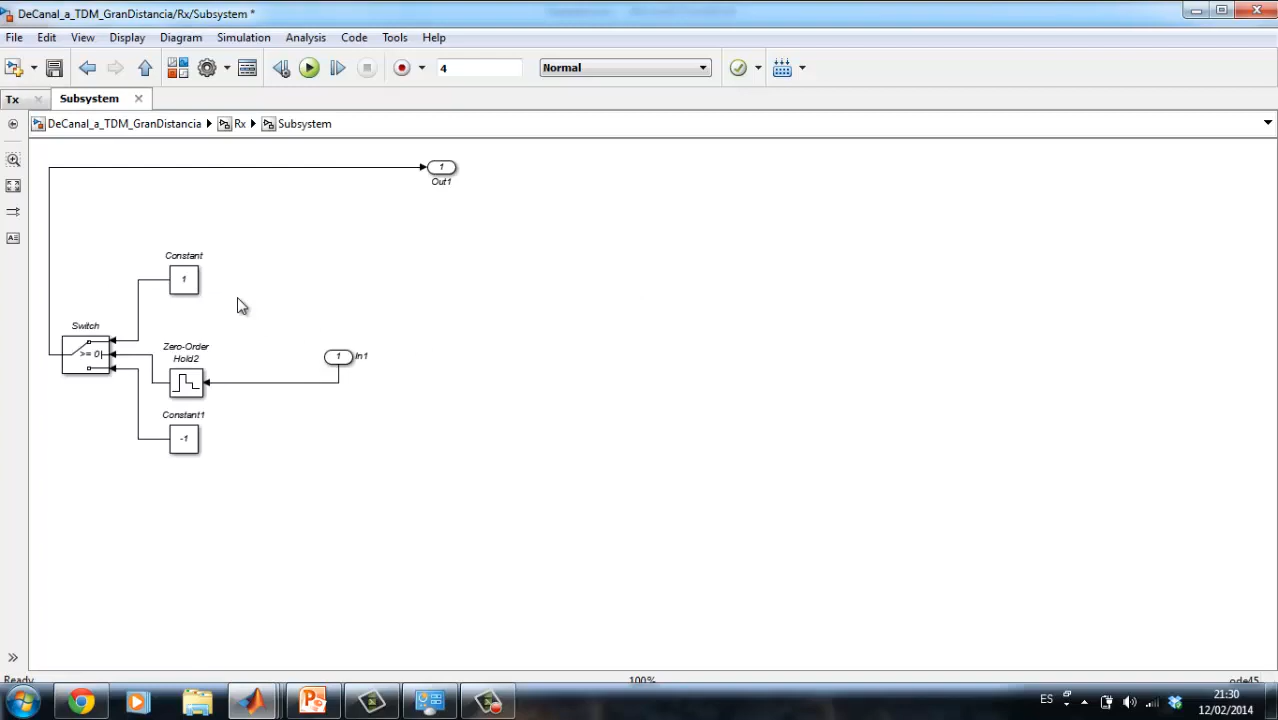 DeCanal_a_TDM_GranDistancia/Rx/Subsystem *
File Edit View Display Diagram Simulation Analysis Code Tools Help
4 Normal
Tx Subsystem
DeCanal_a_TDM_GranDistancia Rx Subsystem
1
Out1
Constant
1
Switch
>= 0
Zero-Order
Hold2
1 In1
Constant1
-1
Ready 100% ode45
ES 21:30
12/02/2014